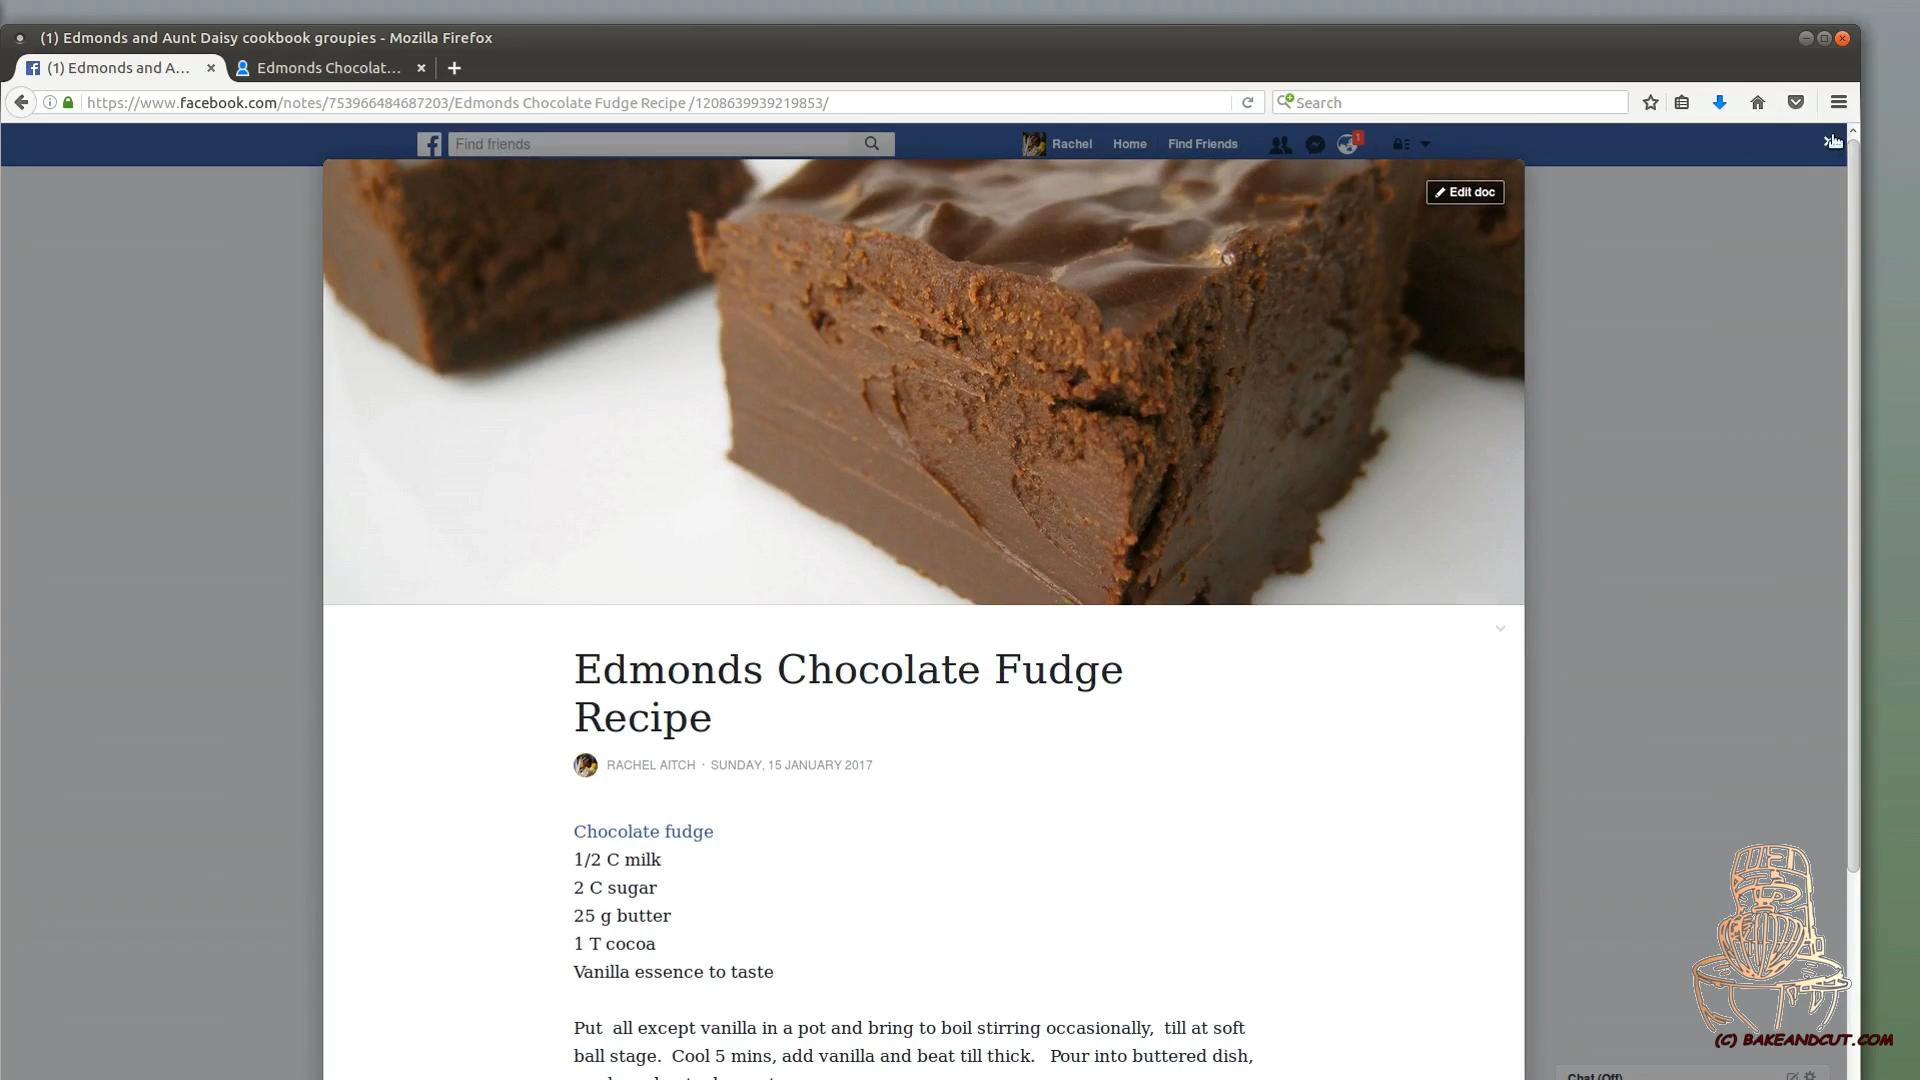 (1) Edmonds and Aunt Daisy cookbook groupies - Mozilla Firefox
(1) Edmonds and A...
Edmonds Chocolat...
https://www.facebook.com/notes/753966484687203/Edmonds Chocolate Fudge Recipe /1208639939219853/
Search
Find friends
Rachel
Home
Find Friends
1
Edit doc
Edmonds Chocolate Fudge
Recipe
RACHEL AITCH · SUNDAY, 15 JANUARY 2017
Chocolate fudge
1/2 C milk
2 C sugar
25 g butter
1 T cocoa
Vanilla essence to taste
Put all except vanilla in a pot and bring to boil stirring occasionally, till at soft
ball stage. Cool 5 mins, add vanilla and beat till thick. Pour into buttered dish,
(C) BAKEANDCUT.COM
Chat (Off)